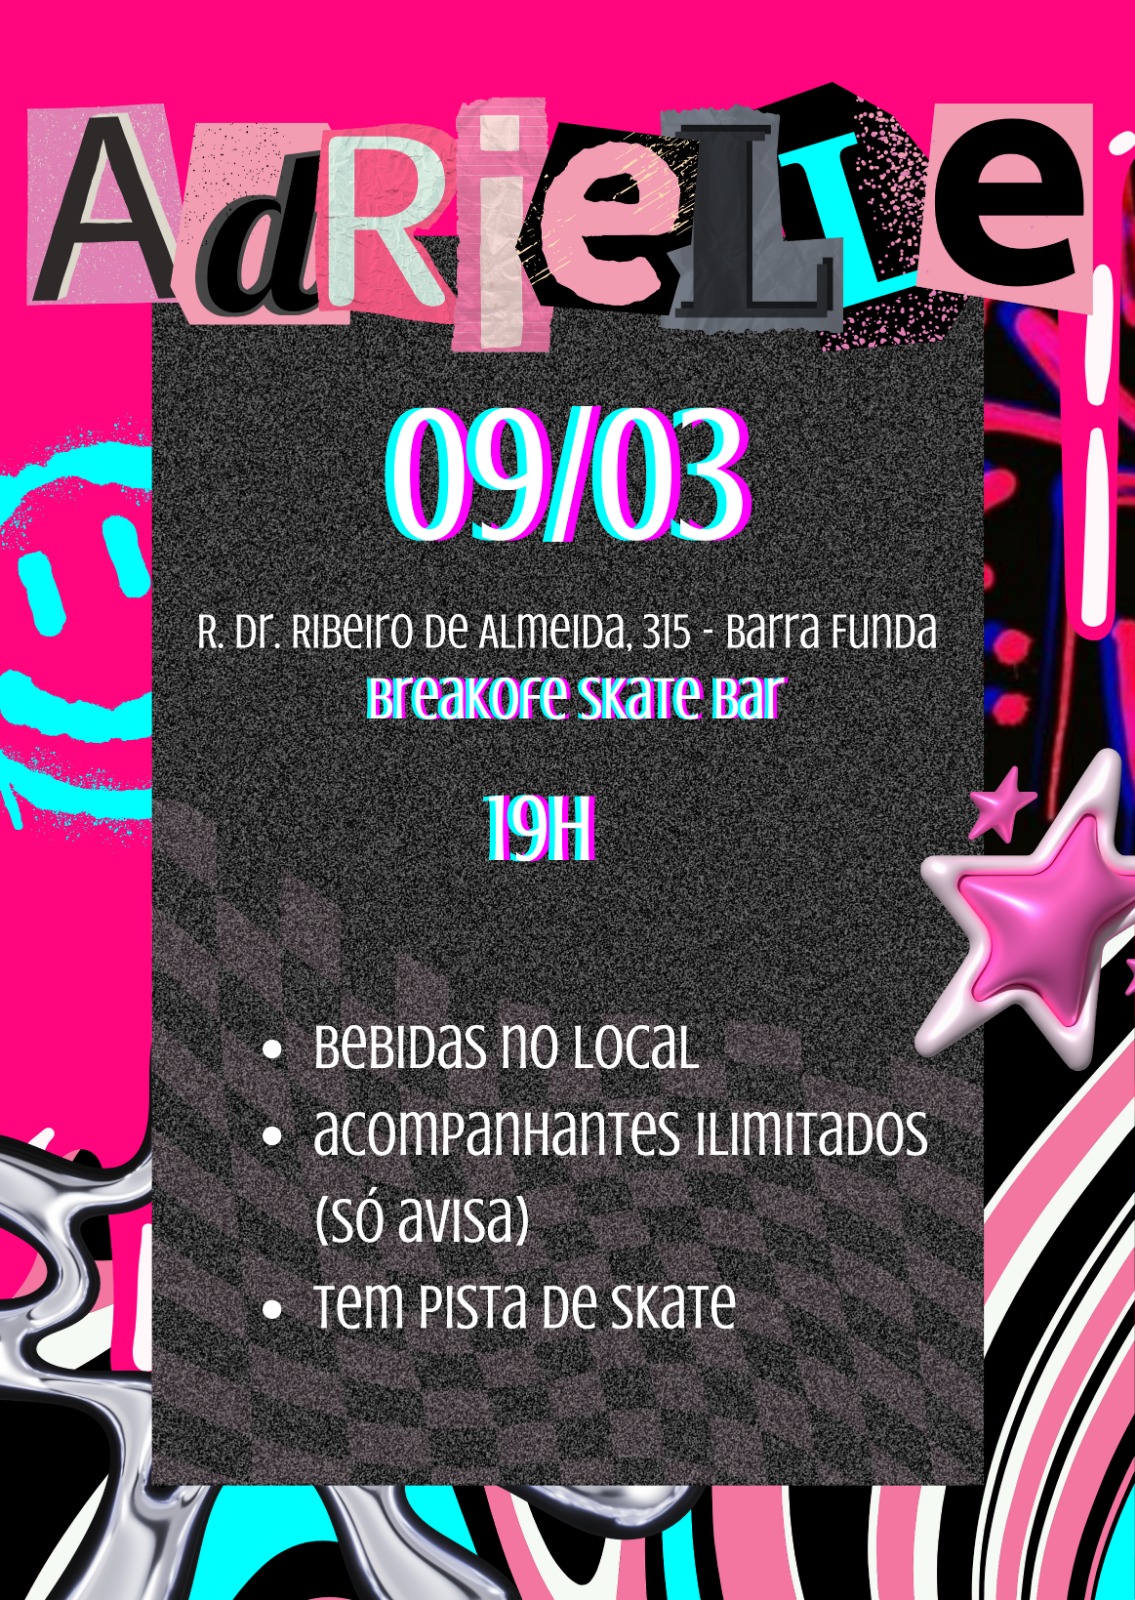 AdRieLLe
09/03
R. Dr. Ribeiro de Almeida, 315 - Barra Funda
Breakofe Skate Bar
19H
• Bebidas no local
• acompanhantes ilimitados
(só avisa)
• Tem pista de skate